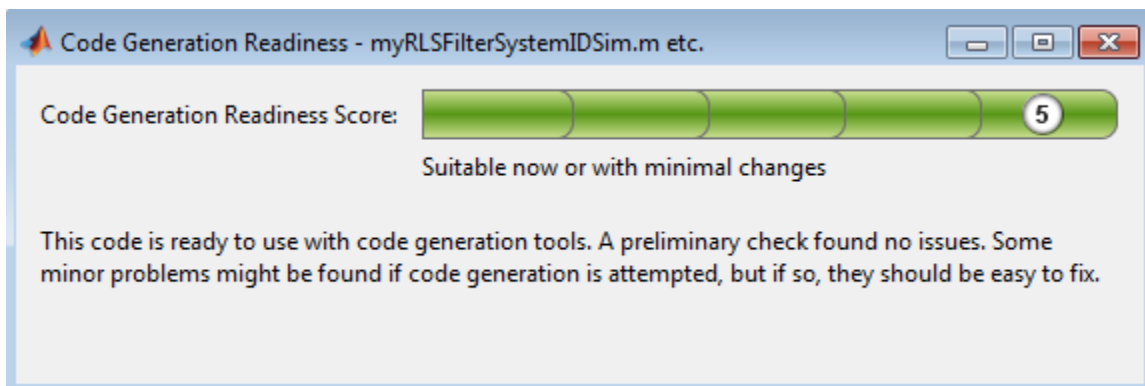 Code Generation Readiness - myRLSFilterSystemIDSim.m etc.
Code Generation Readiness Score:
5
Suitable now or with minimal changes
This code is ready to use with code generation tools. A preliminary check found no issues. Some
minor problems might be found if code generation is attempted, but if so, they should be easy to fix.